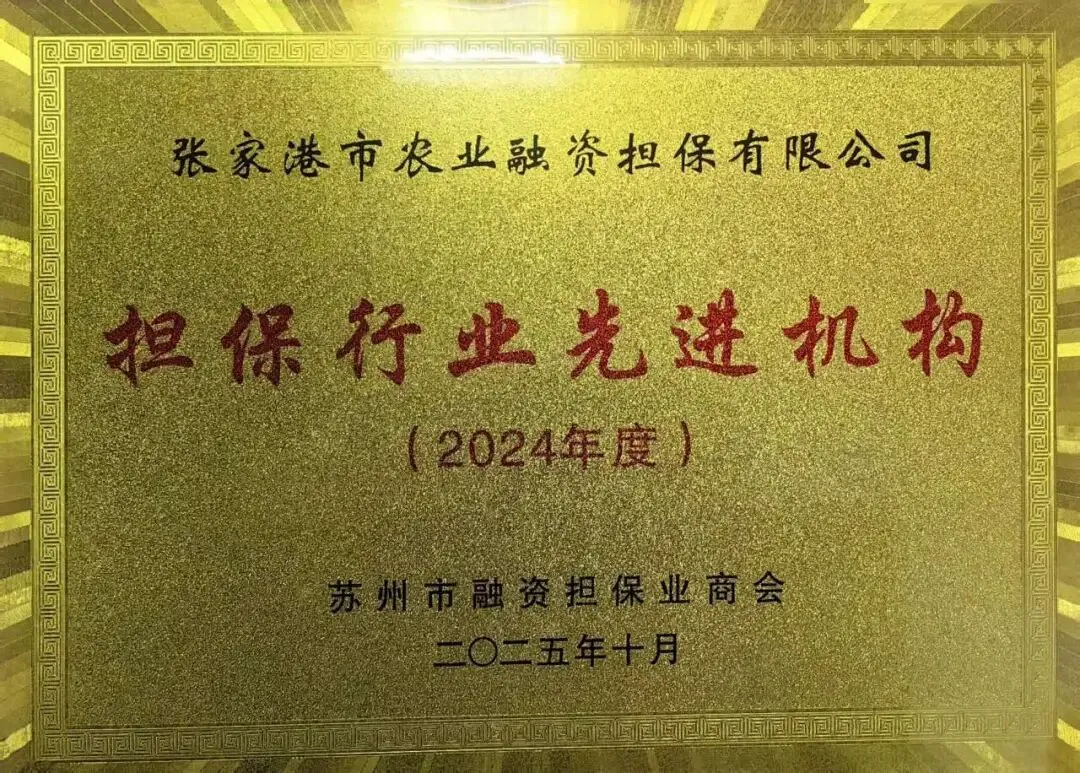 张家港市农业融资担保有限公司
担保行业先进机构
（2024年度）
苏州市融资担保业商会
二〇二五年十月